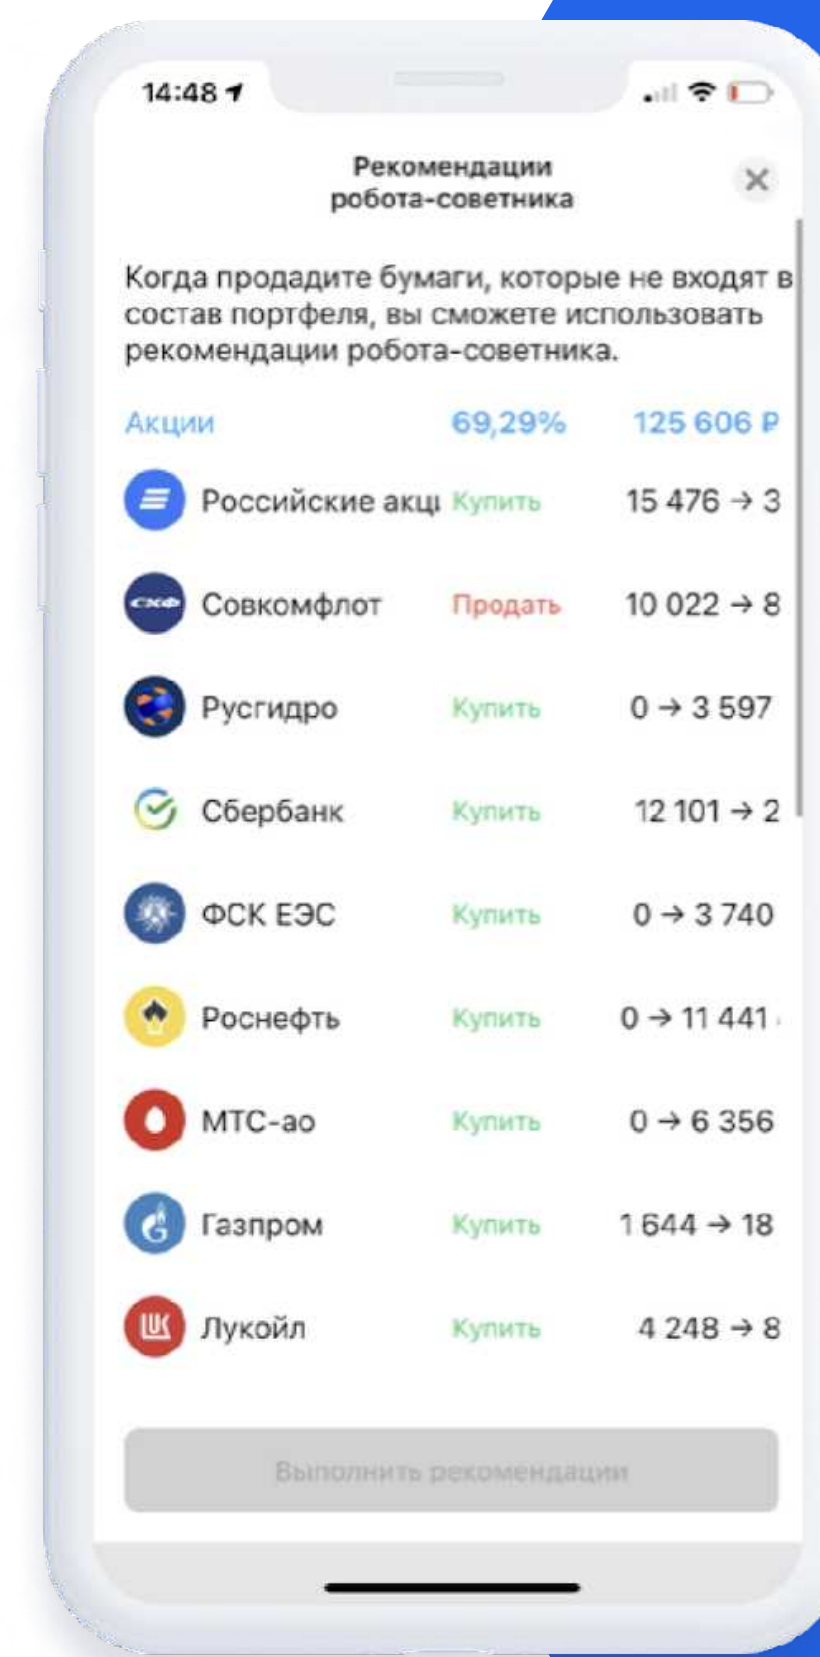 14:48
Рекомендации
робота-советника
Когда продадите бумаги, которые не входят в
состав портфеля, вы сможете использовать
рекомендации робота-советника.
Акции 69,29% 125 606 ₽
Российские акц Купить 15 476 → 3
СКФ Совкомфлот Продать 10 022 → 8
Русгидро Купить 0 → 3 597
Сбербанк Купить 12 101 → 2
ФСК ЕЭС Купить 0 → 3 740
Роснефть Купить 0 → 11 441
МТС-ао Купить 0 → 6 356
Газпром Купить 1 644 → 18
LUK Лукойл Купить 4 248 → 8
Выполнить рекомендации